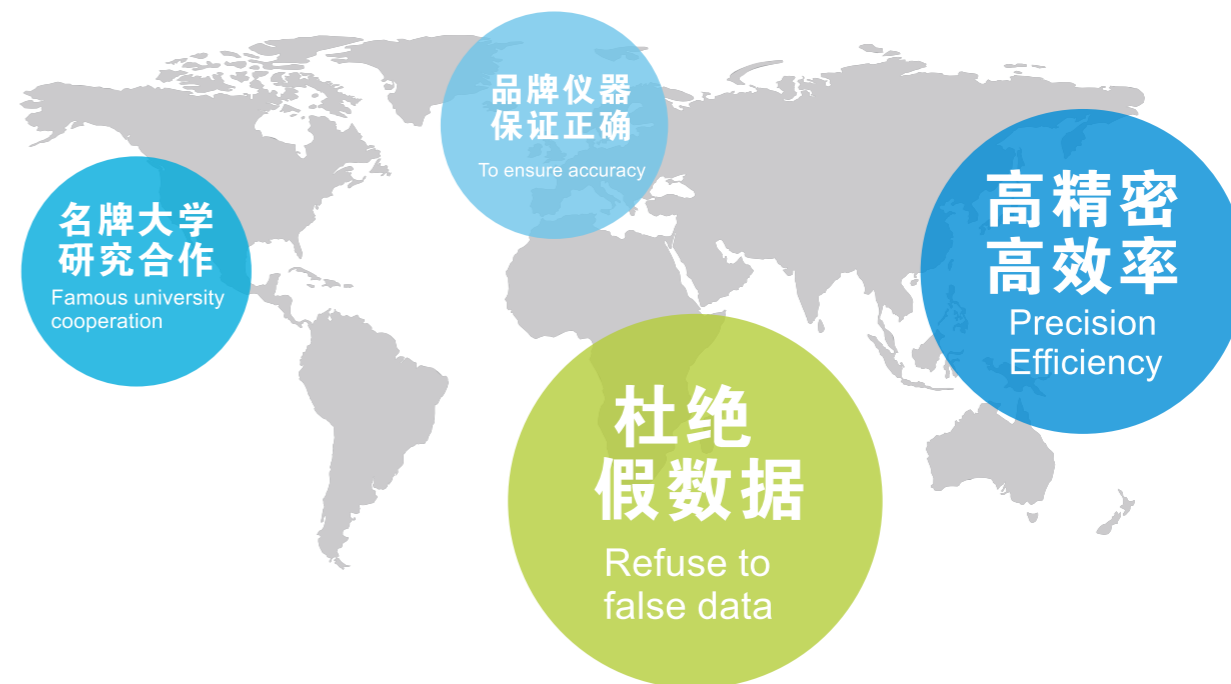 品牌仪器
保证正确
To ensure accuracy
名牌大学
研究合作
Famous university
cooperation
高精密
高效率
Precision
Efficiency
杜绝
假数据
Refuse to
false data